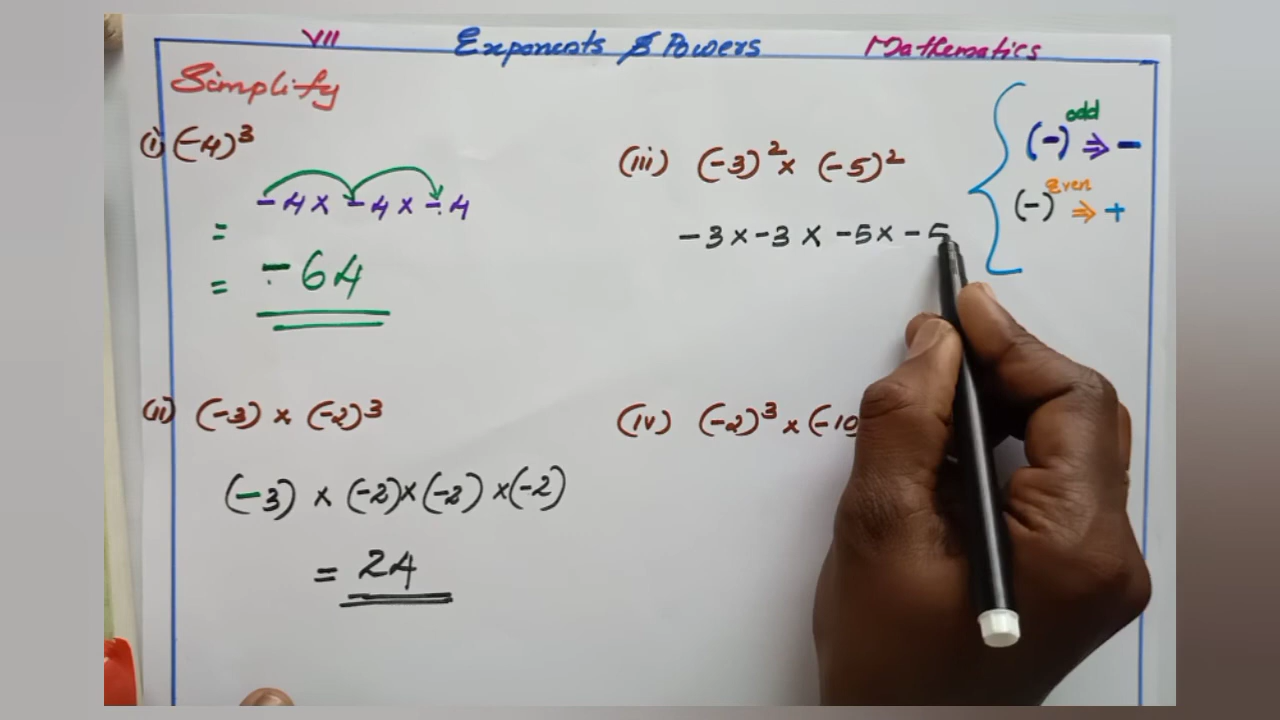 VII Exponents & Powers Mathematics
Simplify
(i) (-4)³
-4 × -4 × -4
=
= -64
(ii) (-3) × (-2)³
(-3) × (-2) × (-2) × (-2)
= 24
(iii) (-3)² × (-5)²
-3 × -3 × -5 × -5
(iv) (-2)³ × (-10
odd
(-) ⇒ -
Even
(-) ⇒ +